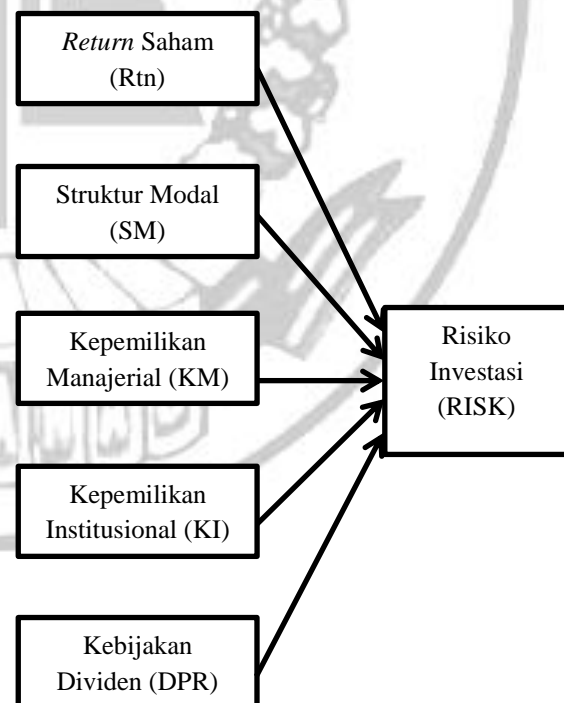 Return Saham
(Rtn)
Struktur Modal
(SM)
Kepemilikan
Manajerial (KM)
Kepemilikan
Institusional (KI)
Kebijakan
Dividen (DPR)
Risiko
Investasi
(RISK)